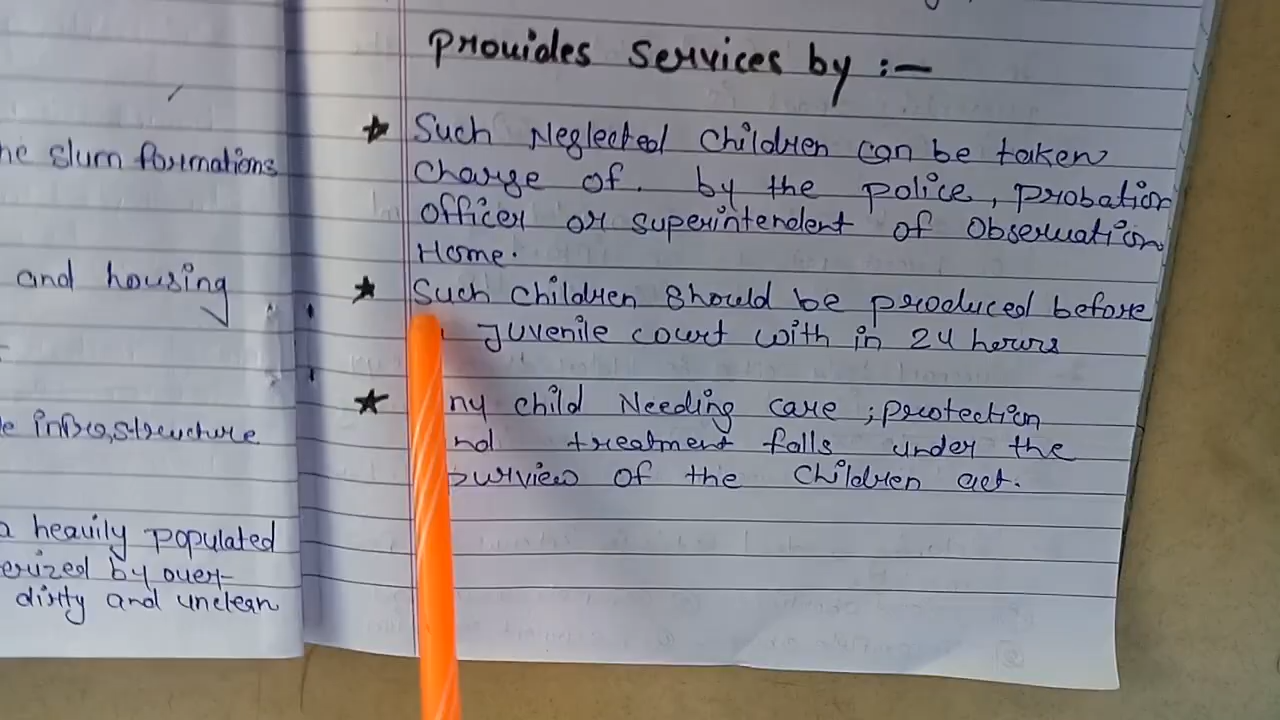 he slum formations
and housing
infrastructure
a heavily populated
erized by over-
dirty and unclean
Provides Services by :-
★ Such Neglected Children can be taken
Charge of. by the police, probation
Officer or superintendent of Observation
Home.
★ Such children should be produced before
Juvenile court with in 24 hours
★ ny child Needing care ; protection
nd treatment falls under the
purview of the Children act.